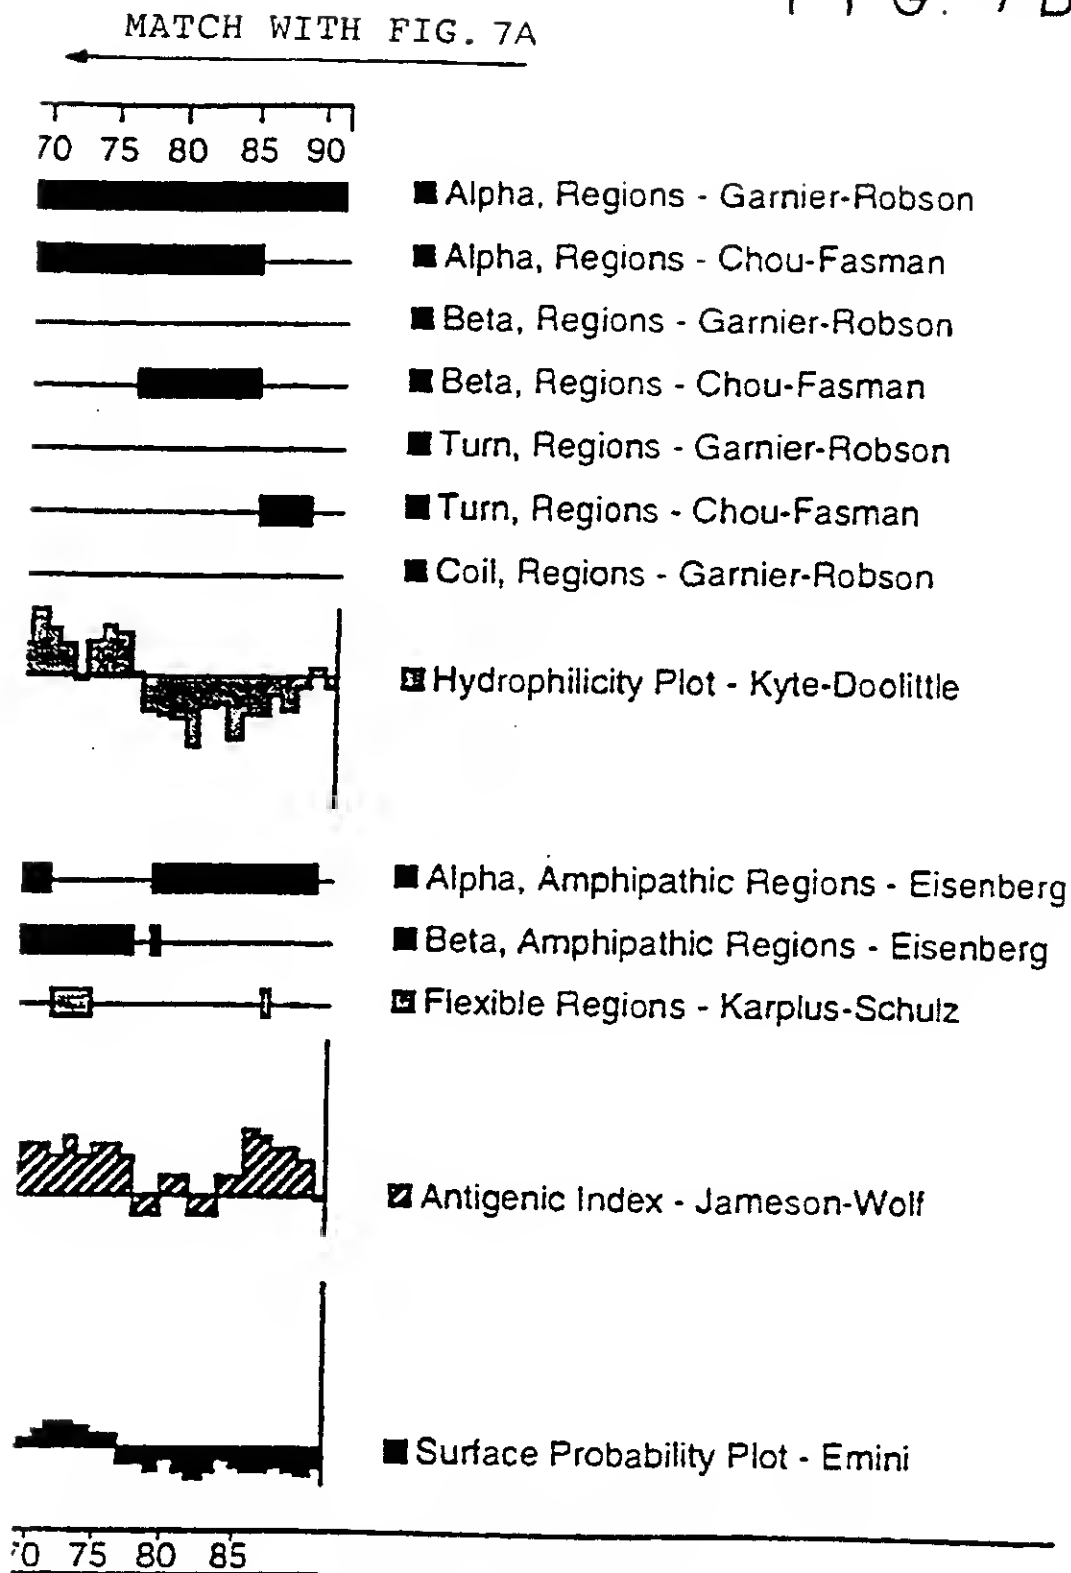 FIG. 7B
MATCH WITH FIG. 7A
70 75 80 85 90
Alpha, Regions - Garnier-Robson
Alpha, Regions - Chou-Fasman
Beta, Regions - Garnier-Robson
Beta, Regions - Chou-Fasman
Turn, Regions - Garnier-Robson
Turn, Regions - Chou-Fasman
Coil, Regions - Garnier-Robson
Hydrophilicity Plot - Kyte-Doolittle
Alpha, Amphipathic Regions - Eisenberg
Beta, Amphipathic Regions - Eisenberg
Flexible Regions - Karplus-Schulz
Antigenic Index - Jameson-Wolf
Surface Probability Plot - Emini
70 75 80 85